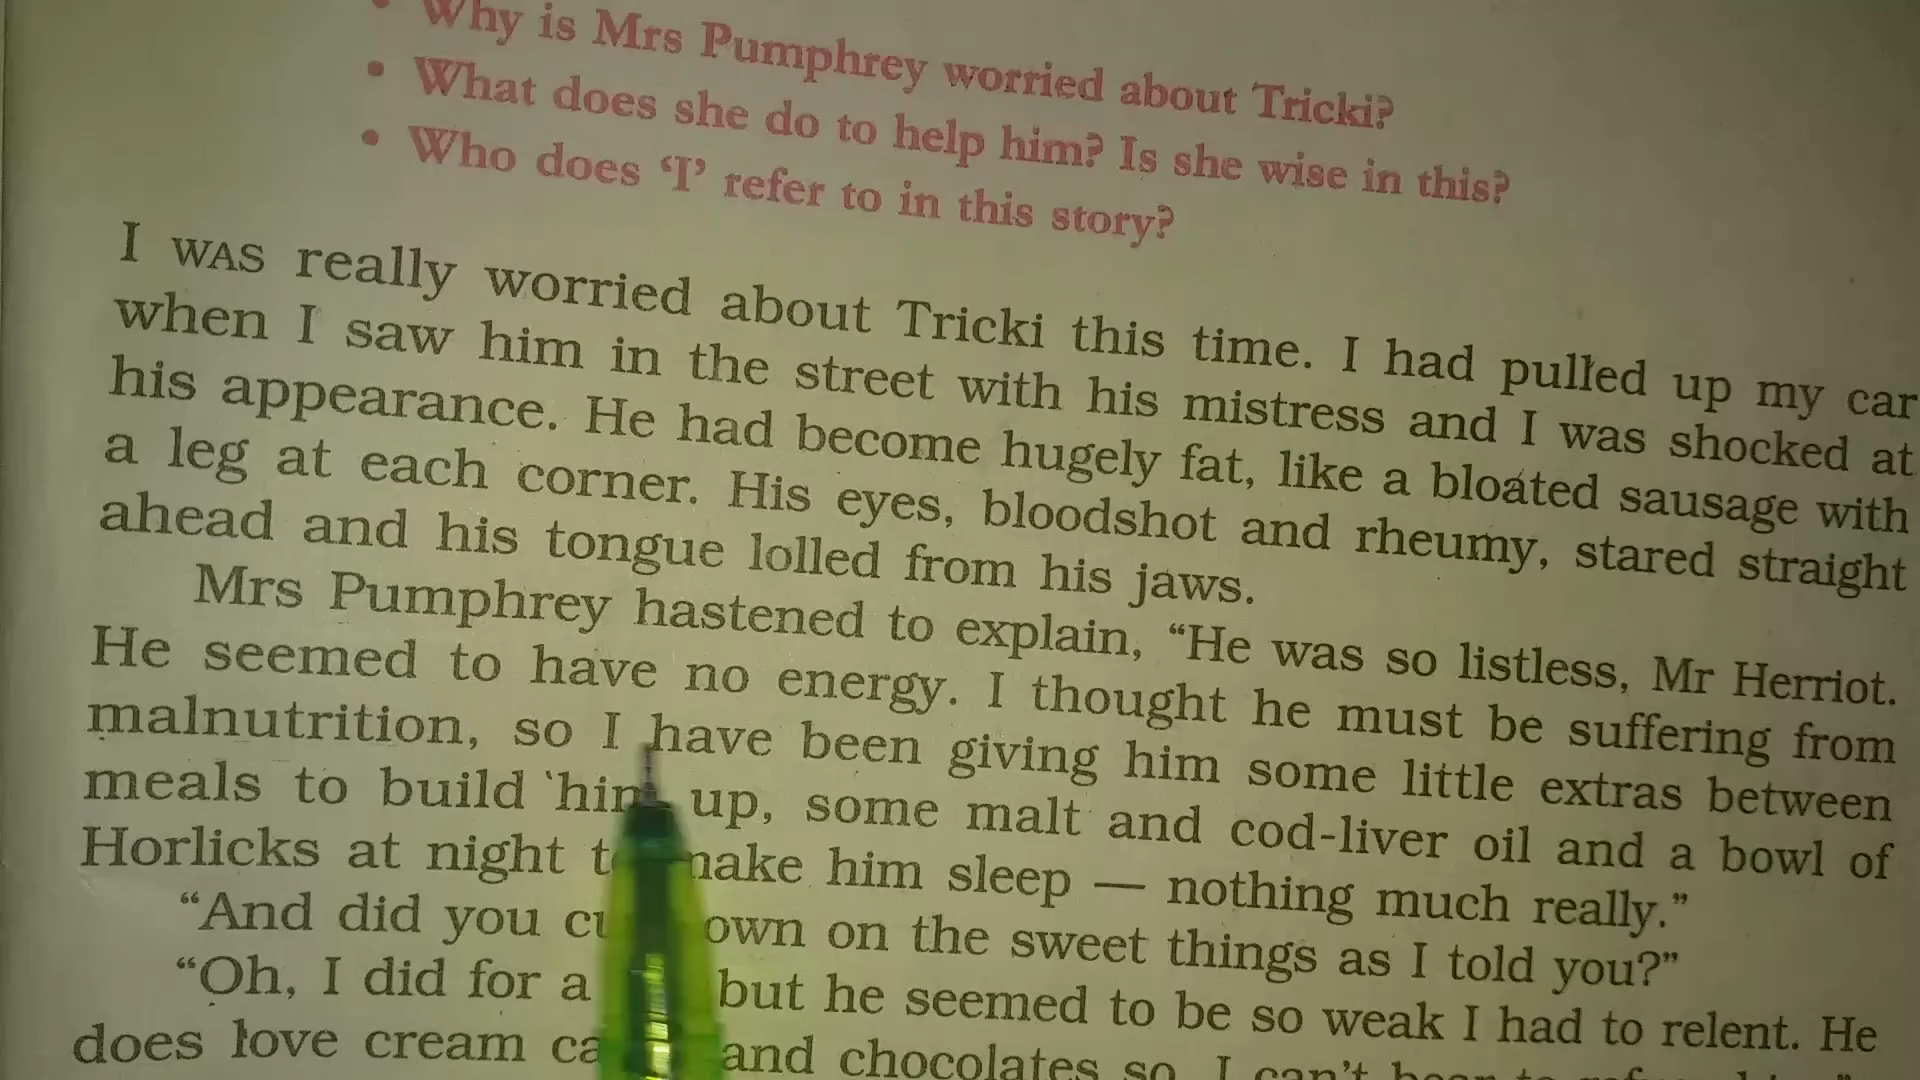 • Why is Mrs Pumphrey worried about Tricki?
• What does she do to help him? Is she wise in this?
• Who does ‘I’ refer to in this story?
I WAS really worried about Tricki this time. I had pulled up my car
when I saw him in the street with his mistress and I was shocked at
his appearance. He had become hugely fat, like a bloated sausage with
a leg at each corner. His eyes, bloodshot and rheumy, stared straight
ahead and his tongue lolled from his jaws.
Mrs Pumphrey hastened to explain, “He was so listless, Mr Herriot.
He seemed to have no energy. I thought he must be suffering from
malnutrition, so I have been giving him some little extras between
meals to build him up, some malt and cod-liver oil and a bowl of
Horlicks at night make him sleep — nothing much really.”
“And did you on the sweet things as I told you?”
“Oh, I did for a but he seemed to be so weak I had to relent. He
does love cream and chocolates so I can’t